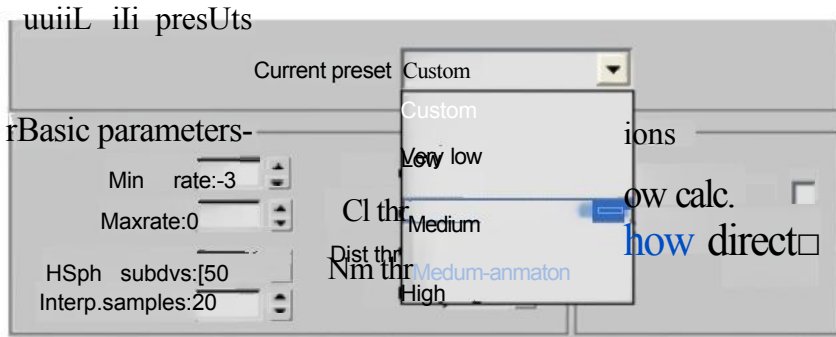 uuiiL iIi presUts
Current preset Custom
Custom
rBasic parameters-
ions
Very low
Low
Min rate:-3
ow calc.
Maxrate:0
Cl thr
Medium
how direct□
Dist thr
HSph subdvs:[50
Nm thr
Medum-anmaton
Interp.samples:20
High